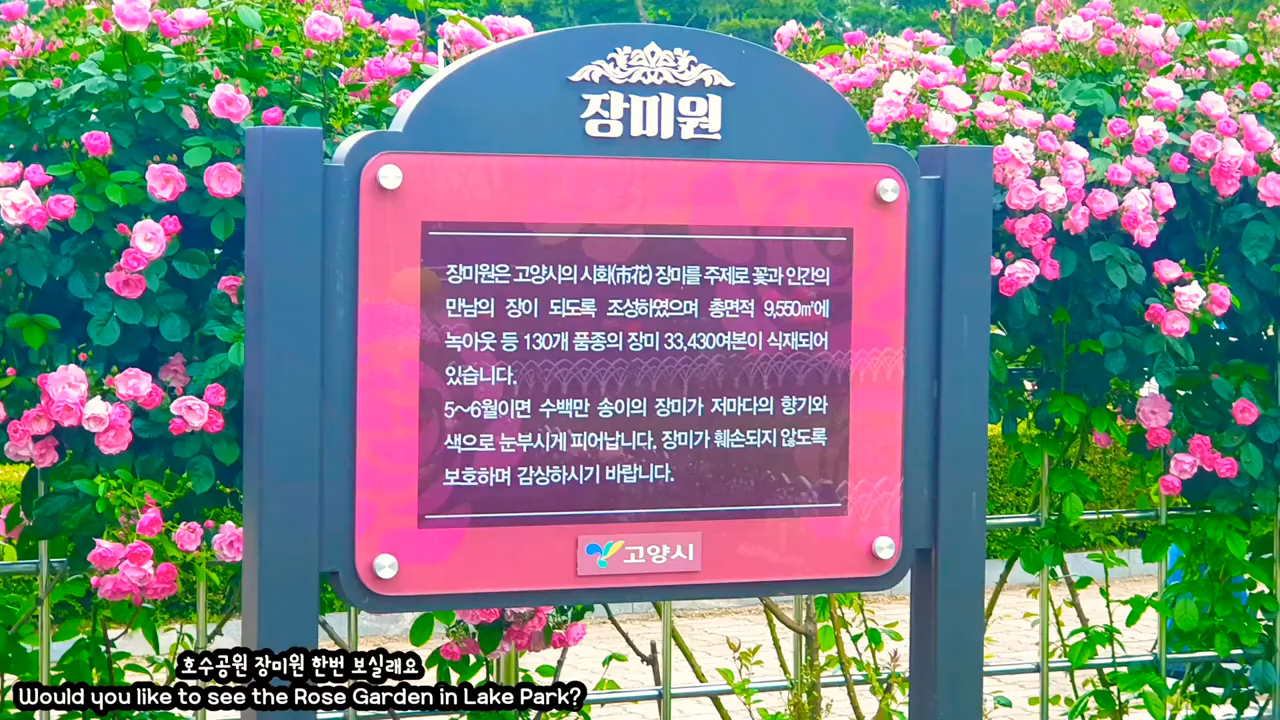 장미원
장미원은 고양시의 시화(市花) 장미를 주제로 꽃과 인간의
만남의 장이 되도록 조성하였으며 총면적 9,550㎡에
녹아웃 등 130개 품종의 장미 33,430여본이 식재되어
있습니다.
5~6월이면 수백만 송이의 장미가 저마다의 향기와
색으로 눈부시게 피어납니다. 장미가 훼손되지 않도록
보호하며 감상하시기 바랍니다.
고양시
호수공원 장미원 한번 보실래요
Would you like to see the Rose Garden in Lake Park?